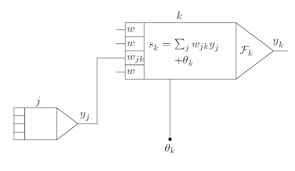 k
w
w
w_{jk}
w
s_k = \sum_j w_{jk} y_j
+\theta_k
\mathcal{F}_k
y_k
j
y_j
\theta_k